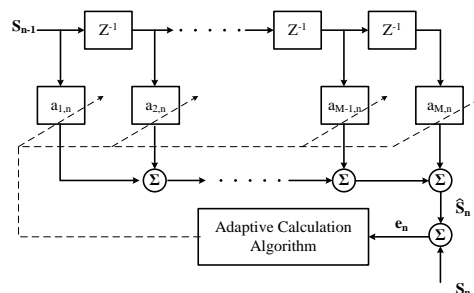 S_{n-1}
Z^{-1}
Z^{-1}
Z^{-1}
a_{1,n}
a_{2,n}
a_{M-1,n}
a_{M,n}
Σ
Σ
Σ
Ŝ_n
Adaptive Calculation
Algorithm
e_n
Σ
S_n